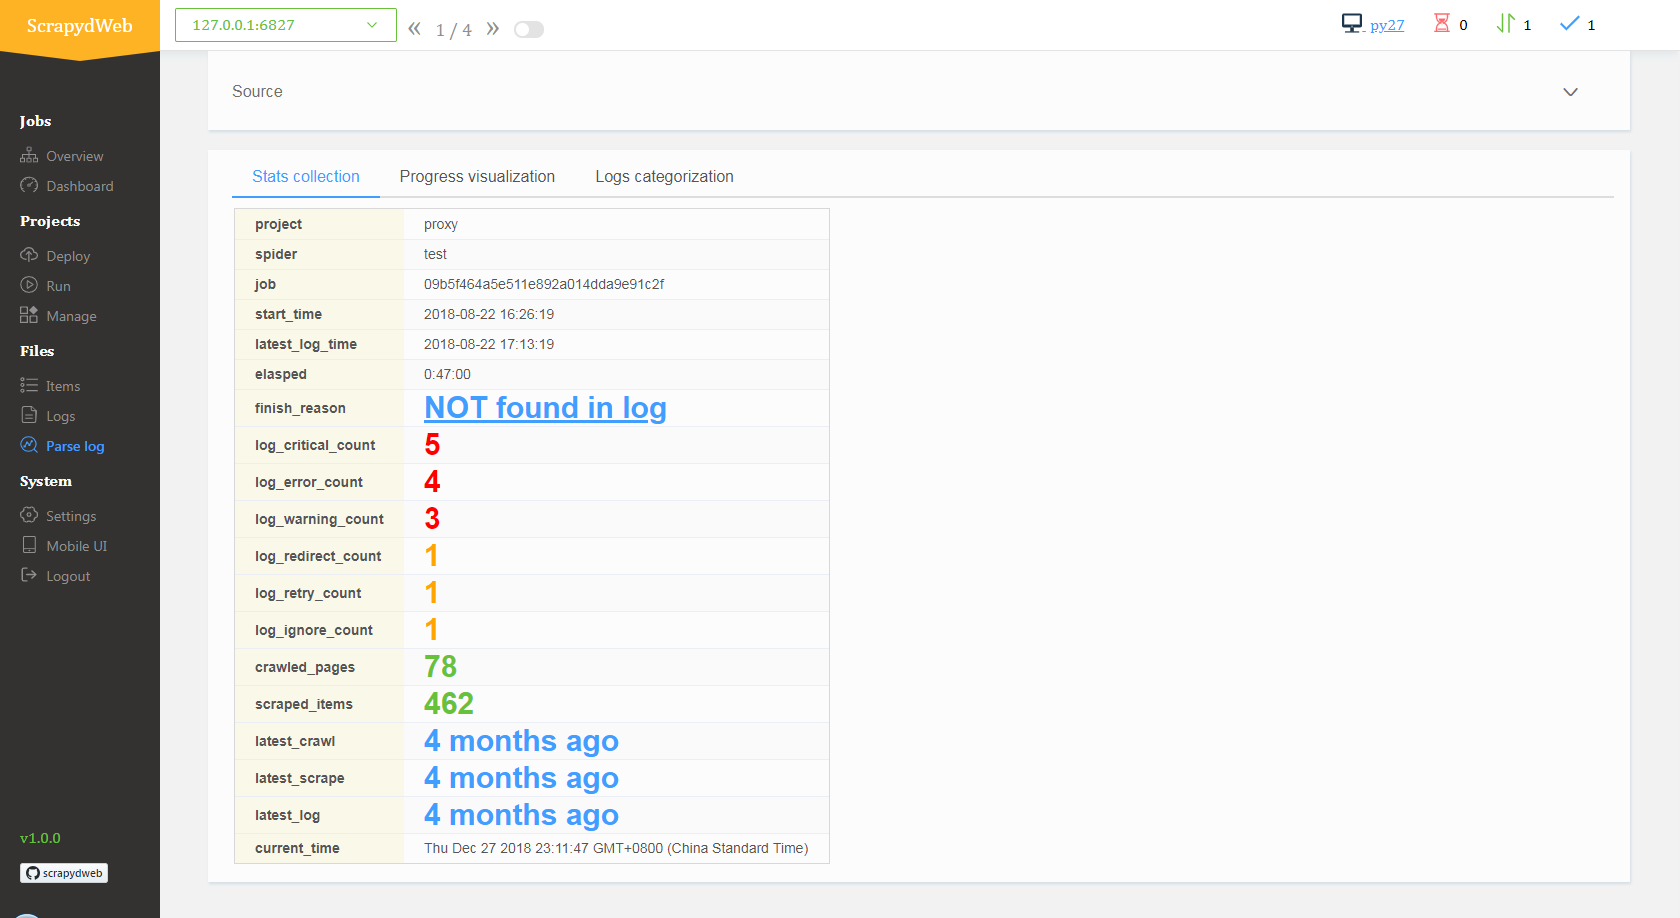 ScrapydWeb
127.0.0.1:6827
« 1 / 4 »
py27
0
1
1
Jobs
Overview
Dashboard
Projects
Deploy
Run
Manage
Files
Items
Logs
Parse log
System
Settings
Mobile UI
Logout
v1.0.0
scrapydweb
Source
Stats collection Progress visualization Logs categorization
project proxy
spider test
job 09b5f464a5e511e892a014dda9e91c2f
start_time 2018-08-22 16:26:19
latest_log_time 2018-08-22 17:13:19
elasped 0:47:00
finish_reason NOT found in log
log_critical_count 5
log_error_count 4
log_warning_count 3
log_redirect_count 1
log_retry_count 1
log_ignore_count 1
crawled_pages 78
scraped_items 462
latest_crawl 4 months ago
latest_scrape 4 months ago
latest_log 4 months ago
current_time Thu Dec 27 2018 23:11:47 GMT+0800 (China Standard Time)